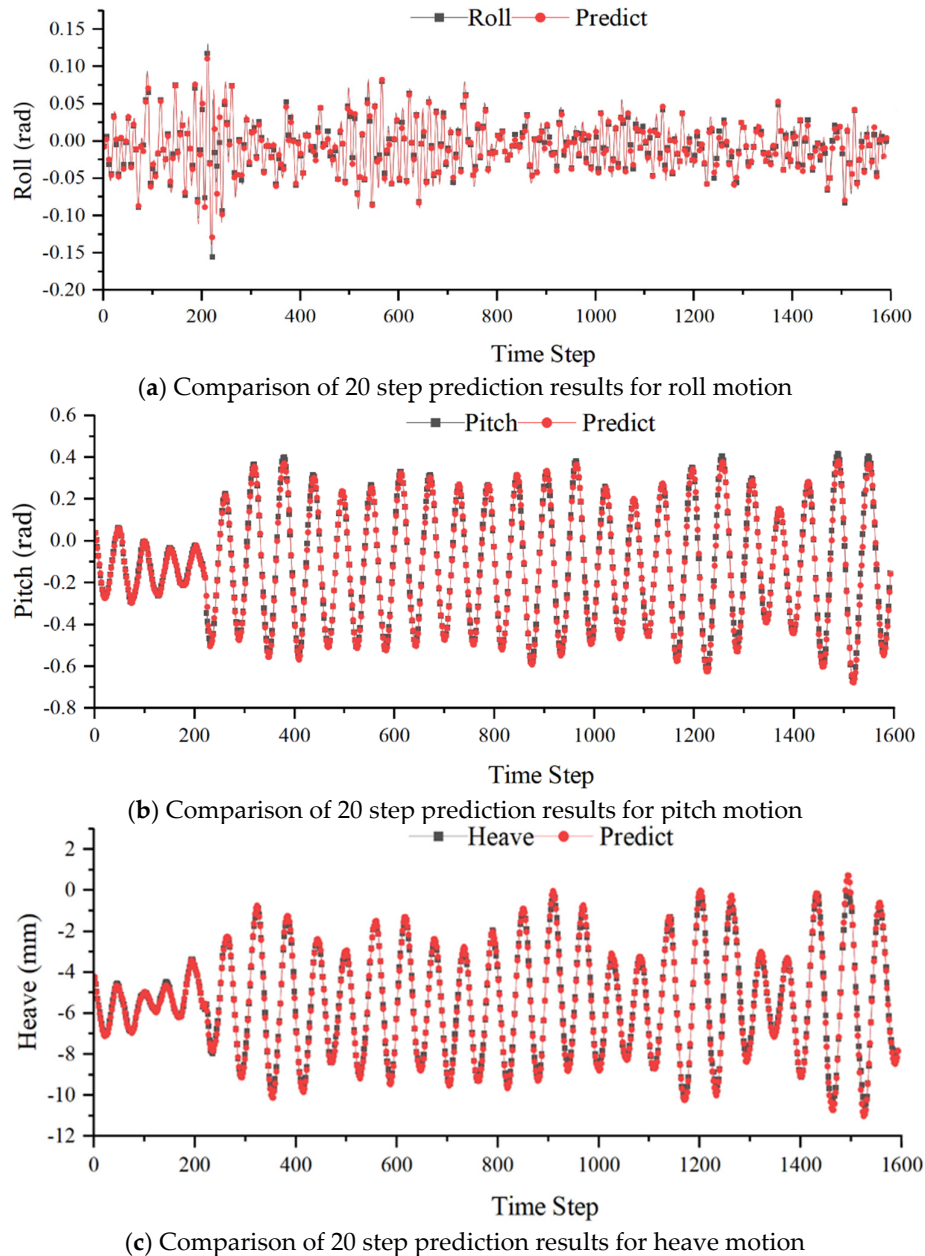 Roll Predict
0.15
0.10
0.05
0.00
-0.05
-0.10
-0.15
-0.20
Roll (rad)
0 200 400 600 800 1000 1200 1400 1600
Time Step
(a) Comparison of 20 step prediction results for roll motion
Pitch Predict
0.6
0.4
0.2
0.0
-0.2
-0.4
-0.6
-0.8
Pitch (rad)
0 200 400 600 800 1000 1200 1400 1600
Time Step
(b) Comparison of 20 step prediction results for pitch motion
Heave Predict
2
0
-2
-4
-6
-8
-10
-12
Heave (mm)
0 200 400 600 800 1000 1200 1400 1600
Time Step
(c) Comparison of 20 step prediction results for heave motion